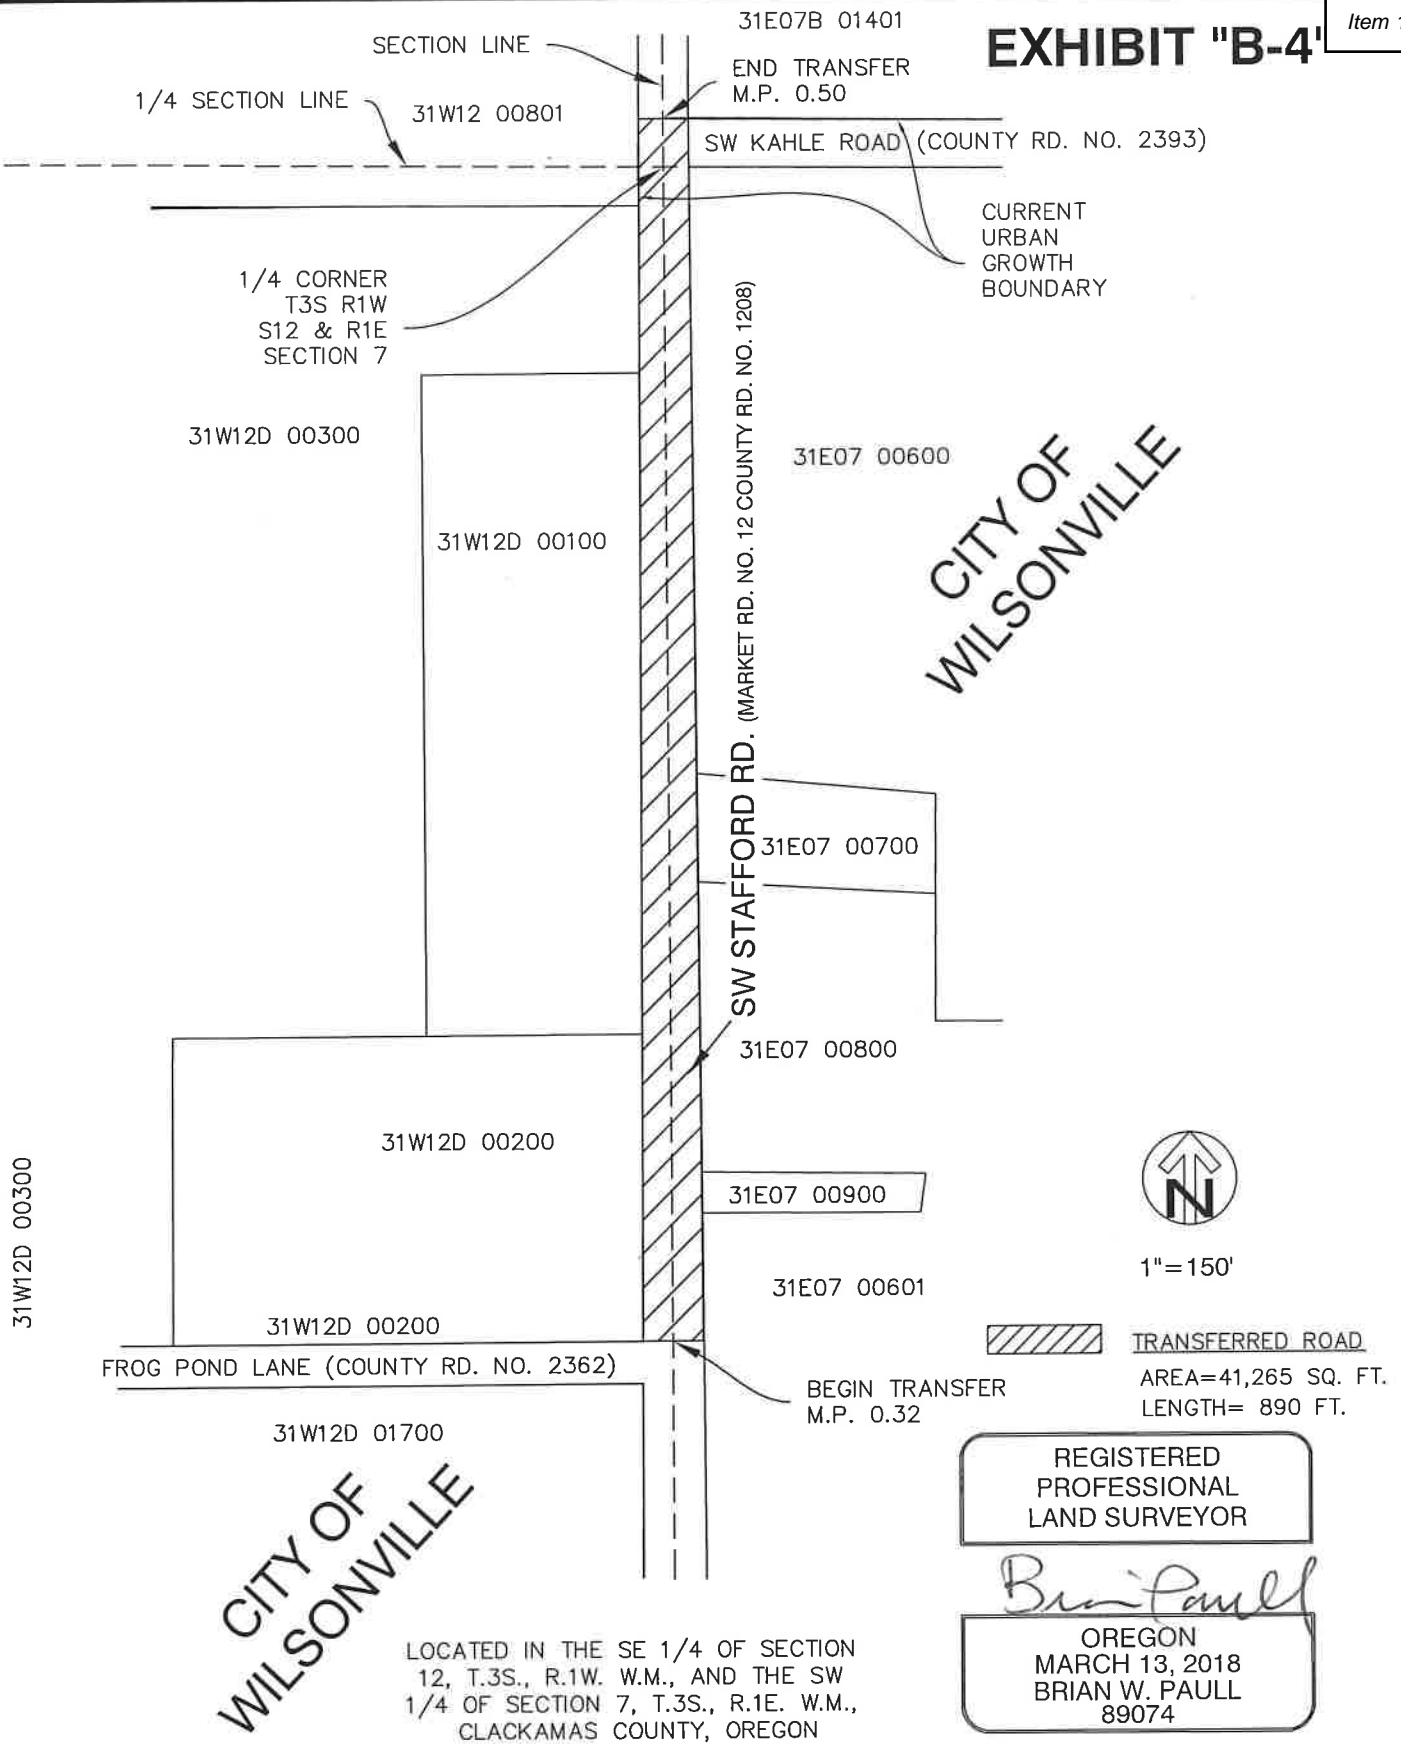 31E07B 01401
EXHIBIT "B-4"
Item
SECTION LINE
END TRANSFER
M.P. 0.50
1/4 SECTION LINE
31W12 00801
SW KAHLE ROAD (COUNTY RD. NO. 2393)
CURRENT
URBAN
GROWTH
BOUNDARY
1/4 CORNER
T3S R1W
S12 & R1E
SECTION 7
31W12D 00300
31E07 00600
CITY OF
WILSONVILLE
31W12D 00100
SW STAFFORD RD. (MARKET RD. NO. 12 COUNTY RD. NO. 1208)
31E07 00700
31E07 00800
31W12D 00200
31W12D 00300
31E07 00900
N
1"=150'
31E07 00601
31W12D 00200
FROG POND LANE (COUNTY RD. NO. 2362)
TRANSFERRED ROAD
AREA=41,265 SQ. FT.
LENGTH= 890 FT.
BEGIN TRANSFER
M.P. 0.32
31W12D 01700
CITY OF
WILSONVILLE
REGISTERED
PROFESSIONAL
LAND SURVEYOR
Brian Paull
OREGON
MARCH 13, 2018
BRIAN W. PAULL
89074
LOCATED IN THE SE 1/4 OF SECTION
12, T.3S., R.1W. W.M., AND THE SW
1/4 OF SECTION 7, T.3S., R.1E. W.M.,
CLACKAMAS COUNTY, OREGON